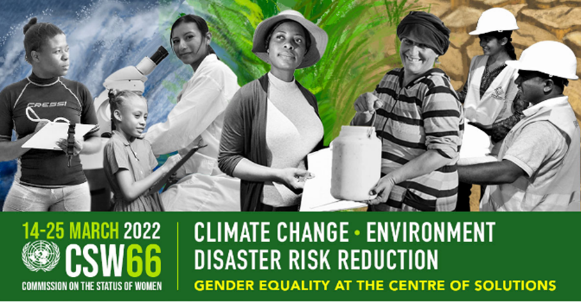 CRESSI
14-25 MARCH 2022
CSW66
COMMISSION ON THE STATUS OF WOMEN
CLIMATE CHANGE • ENVIRONMENT
DISASTER RISK REDUCTION
GENDER EQUALITY AT THE CENTRE OF SOLUTIONS